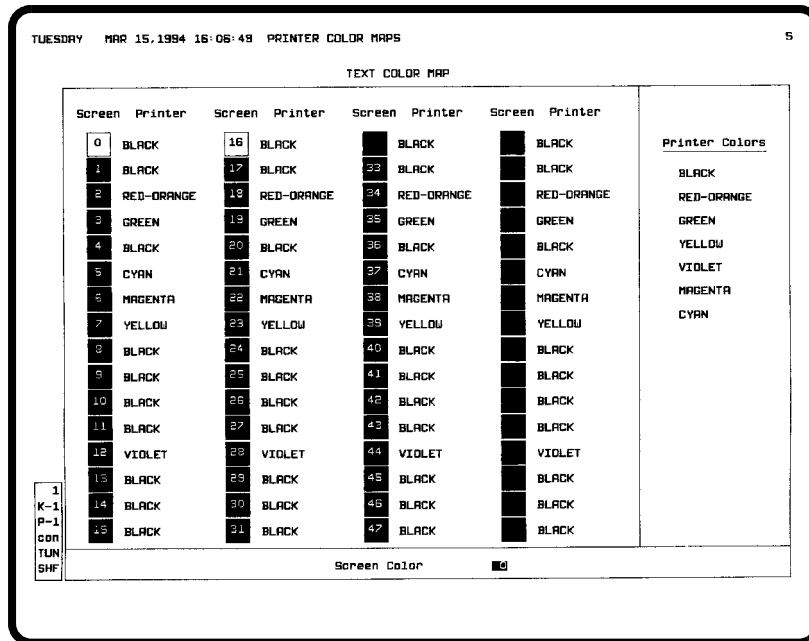 TUESDAY MAR 15,1994 16:06:49 PRINTER COLOR MAPS S
TEXT COLOR MAP
Screen Printer Screen Printer Screen Printer Screen Printer
0 BLACK 16 BLACK BLACK BLACK Printer Colors
1 BLACK 17 BLACK 33 BLACK BLACK BLACK
2 RED-ORANGE 18 RED-ORANGE 34 RED-ORANGE RED-ORANGE RED-ORANGE
3 GREEN 19 GREEN 35 GREEN GREEN GREEN
4 BLACK 20 BLACK 36 BLACK BLACK YELLOW
5 CYAN 21 CYAN 37 CYAN CYAN VIOLET
6 MAGENTA 22 MAGENTA 38 MAGENTA MAGENTA MAGENTA
7 YELLOW 23 YELLOW 39 YELLOW YELLOW CYAN
8 BLACK 24 BLACK 40 BLACK BLACK
9 BLACK 25 BLACK 41 BLACK BLACK
10 BLACK 26 BLACK 42 BLACK BLACK
11 BLACK 27 BLACK 43 BLACK BLACK
12 VIOLET 28 VIOLET 44 VIOLET VIOLET
13 BLACK 29 BLACK 45 BLACK BLACK
14 BLACK 30 BLACK 46 BLACK BLACK
15 BLACK 31 BLACK 47 BLACK BLACK
1
K-1
P-1
con
TUN
SHF
Screen Color 0